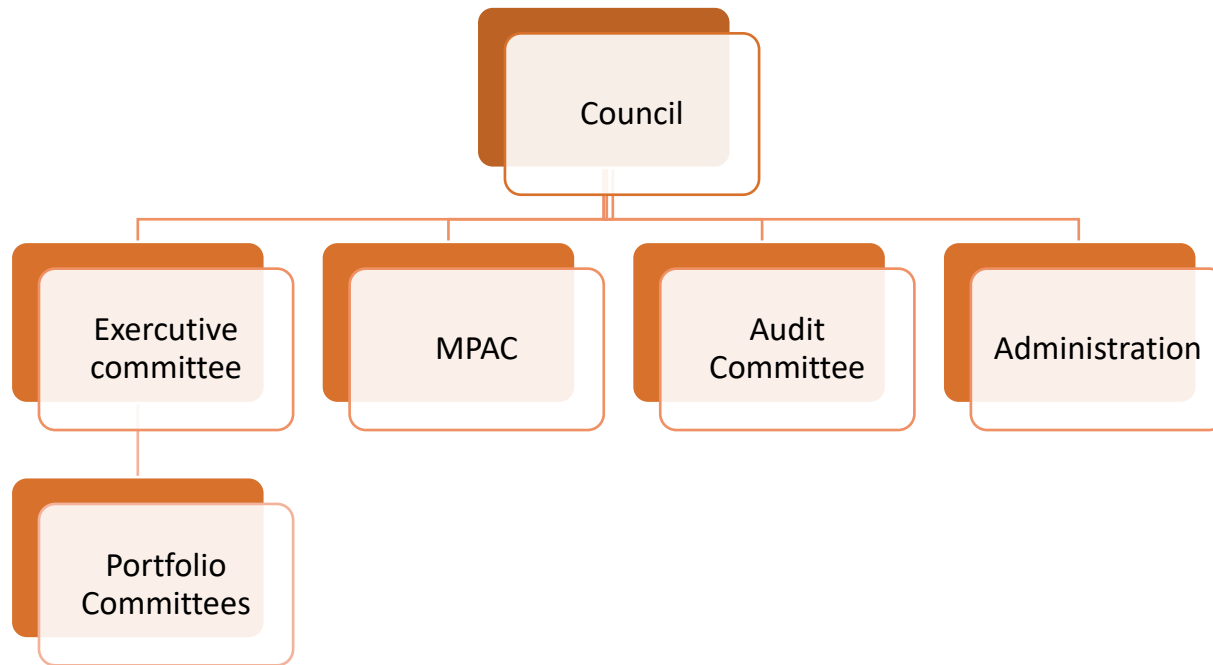 Council
Exercutive
committee
MPAC
Audit
Committee
Administration
Portfolio
Committees